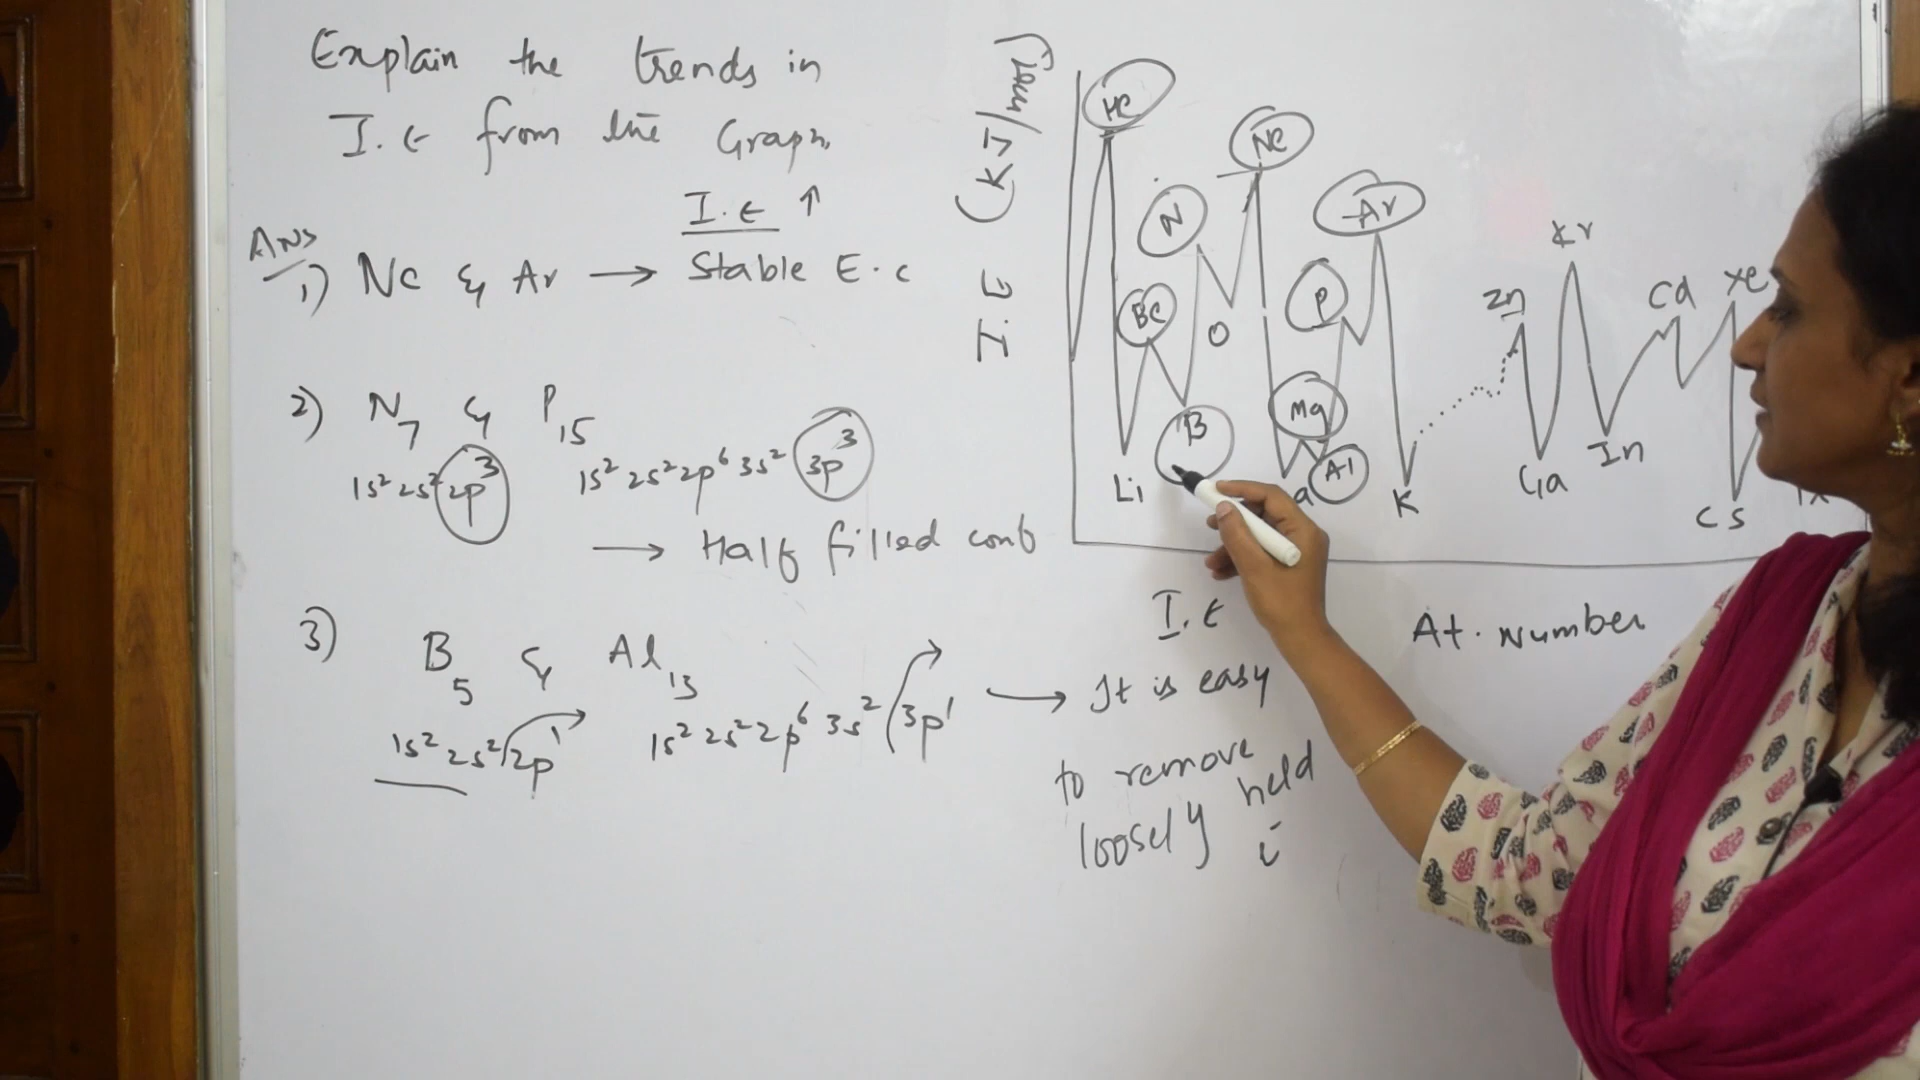 Explain the trends in
I.E from the Graph.
Ans
I.E ↑
1) Ne & Ar → Stable E.c
2) N₇ & P₁₅
1s² 2s² 2p³ 1s² 2s² 2p⁶ 3s² 3p³
→ Half filled conf
3) B₅ & Al₁₃
1s² 2s² 2p¹ 1s² 2s² 2p⁶ 3s² 3p¹ → It is easy
to remove
loosely held
I.E (KJ/mol)
He
Ne
N
Ar
Kr
Be
P
Zn
Cd
Xe
O
B
Mg
Li
Al
K
Ga
In
Cs
I.E
At. Number